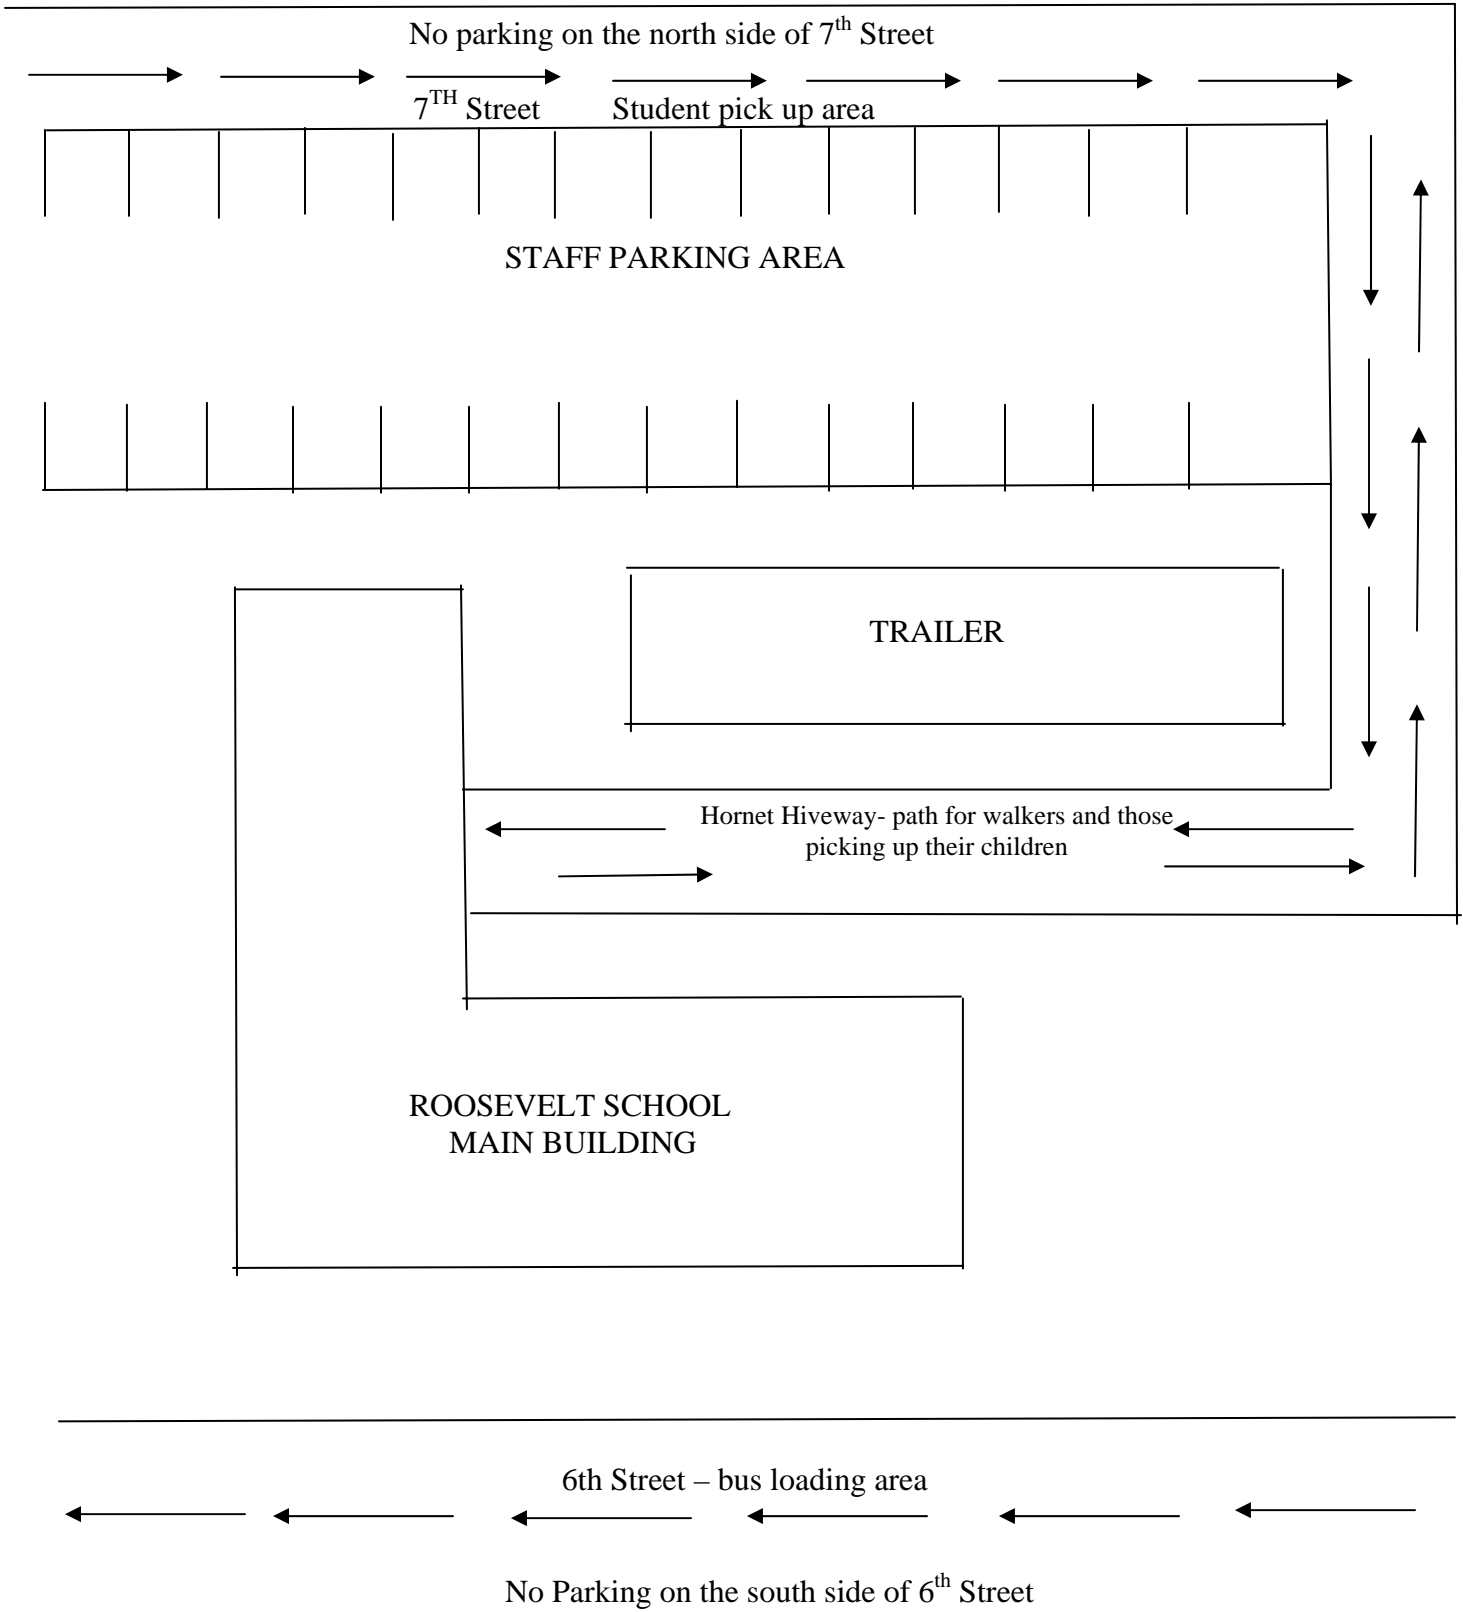 No parking on the north side of 7th Street
7TH Street Student pick up area
STAFF PARKING AREA
TRAILER
Hornet Hiveway- path for walkers and those
picking up their children
ROOSEVELT SCHOOL
MAIN BUILDING
6th Street – bus loading area
No Parking on the south side of 6th Street